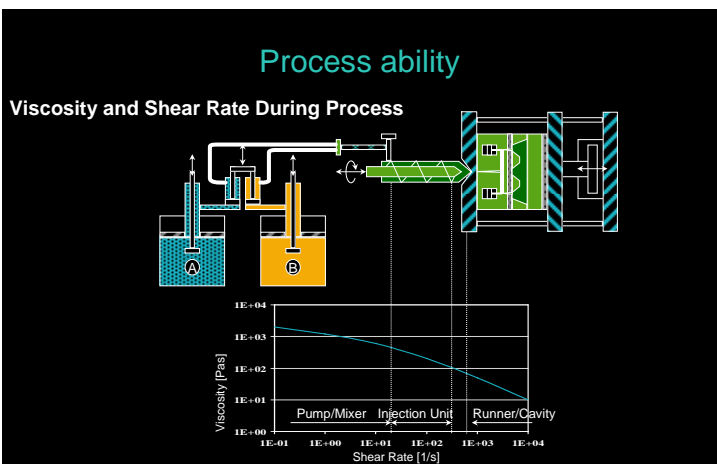 Process ability
Viscosity and Shear Rate During Process
A
B
1E+04
1E+03
1E+02
1E+01
1E+00
Viscosity [Pas]
Pump/Mixer Injection Unit Runner/Cavity
1E-01 1E+00 1E+01 1E+02 1E+03 1E+04
Shear Rate [1/s]